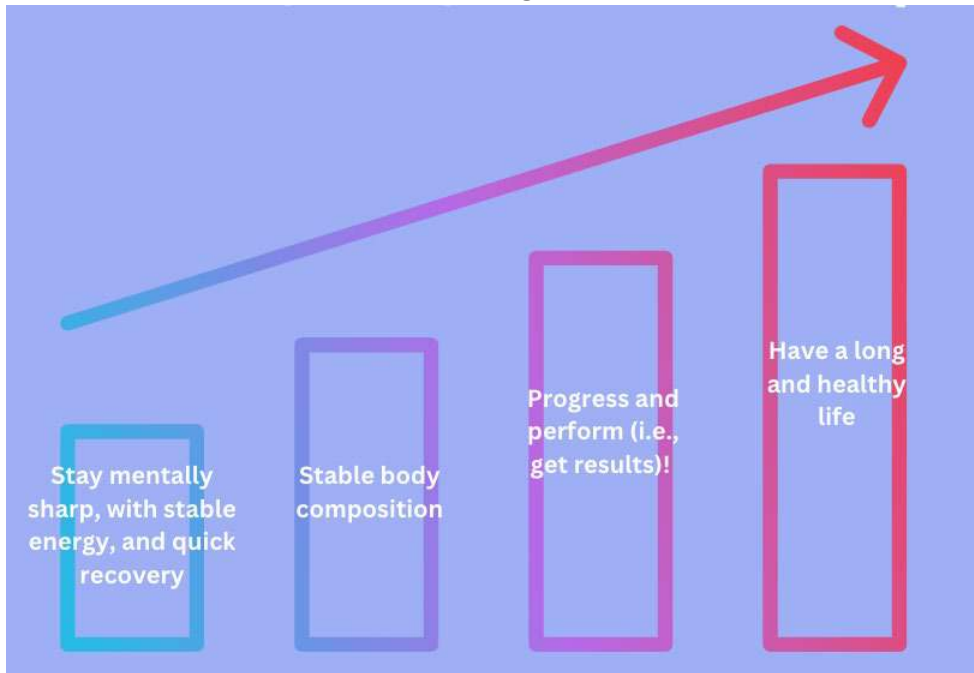 Stay mentally
sharp, with stable
energy, and quick
recovery
Stable body
composition
Progress and
perform (i.e.,
get results)!
Have a long
and healthy
life